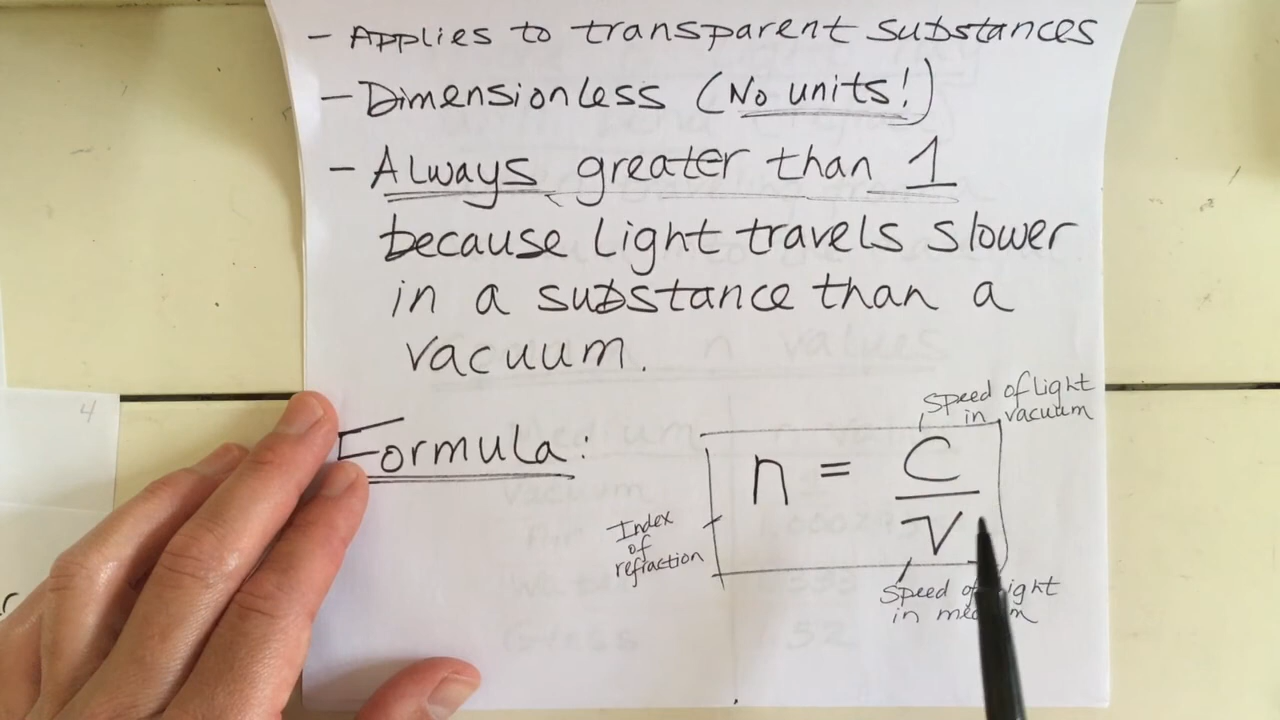 - Applies to transparent substances
- Dimensionless (No units!)
- Always greater than 1
because light travels slower
in a substance than a
vacuum.
Formula:
n = C / V
Speed of light
in vacuum
Index
of
refraction
Speed of light
in medium
4